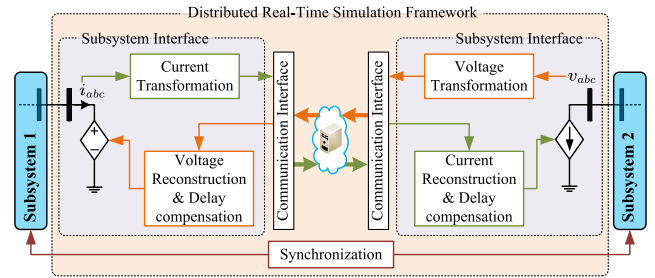 Distributed Real-Time Simulation Framework
Subsystem Interface
Subsystem Interface
Subsystem 1
i_abc
Current
Transformation
Voltage
Reconstruction
& Delay
compensation
Communication Interface
Communication Interface
Voltage
Transformation
v_abc
Current
Reconstruction
& Delay
compensation
Subsystem 2
Synchronization